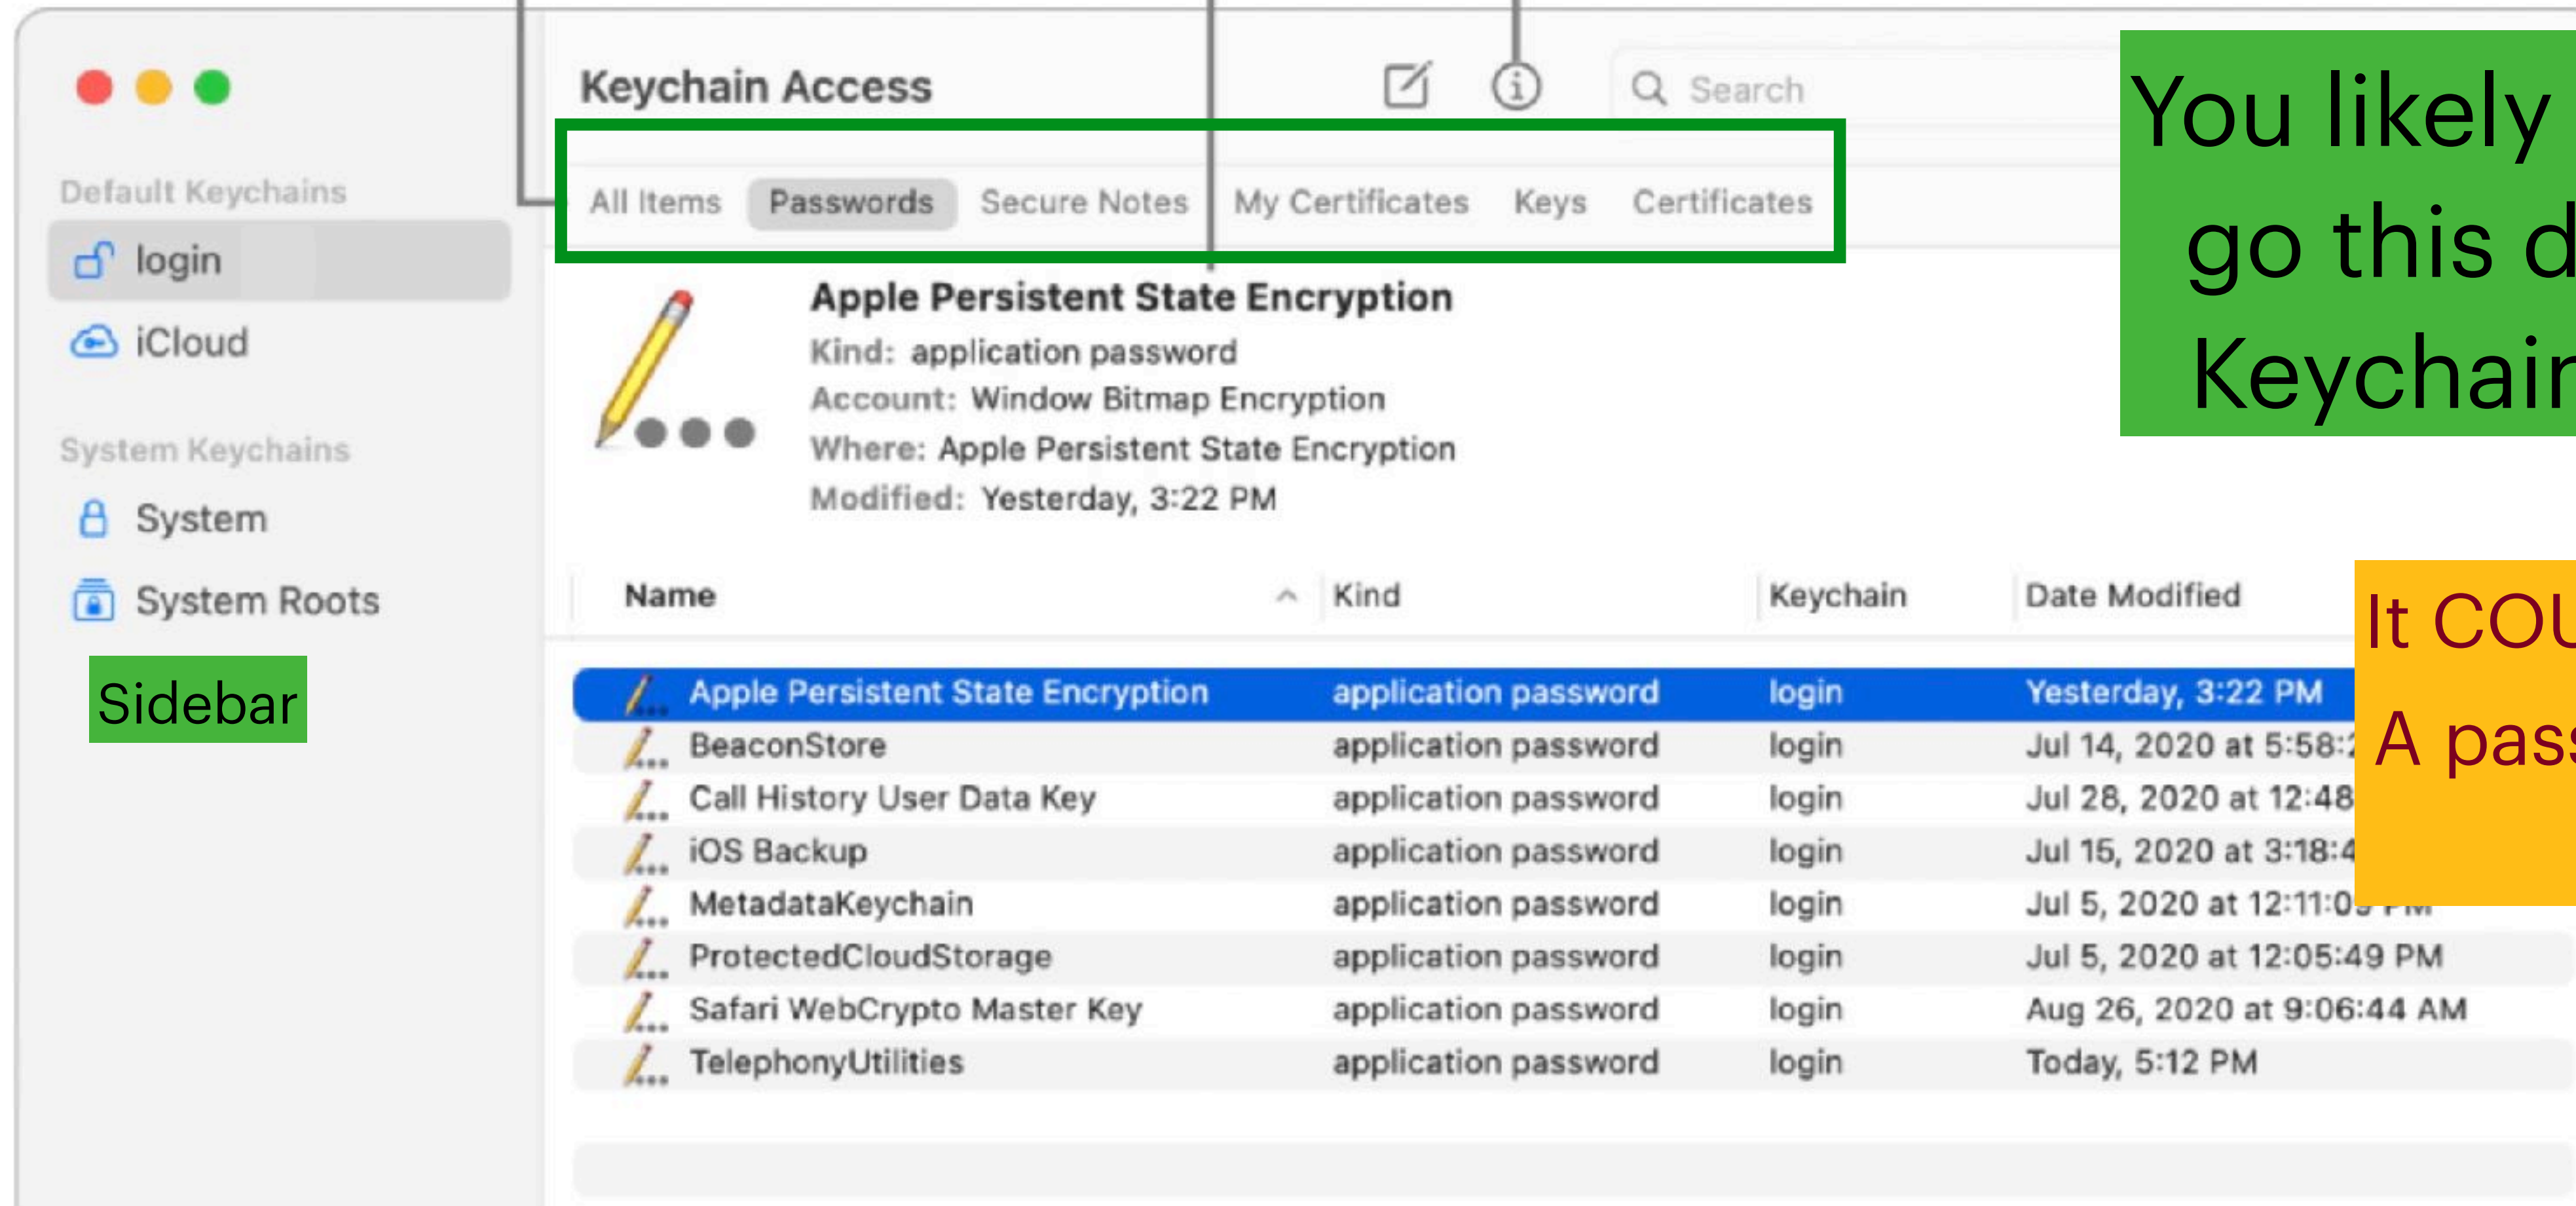 Keychain Access
Search
You likely
go this d
Keychain
All Items Passwords Secure Notes My Certificates Keys Certificates
Default Keychains
login
iCloud
System Keychains
System
System Roots
Sidebar
Apple Persistent State Encryption
Kind: application password
Account: Window Bitmap Encryption
Where: Apple Persistent State Encryption
Modified: Yesterday, 3:22 PM
Name Kind Keychain Date Modified
It COU
A pass
Apple Persistent State Encryption application password login Yesterday, 3:22 PM
BeaconStore application password login Jul 14, 2020 at 5:58:2
Call History User Data Key application password login Jul 28, 2020 at 12:48
iOS Backup application password login Jul 15, 2020 at 3:18:4
MetadataKeychain application password login Jul 5, 2020 at 12:11:09 PM
ProtectedCloudStorage application password login Jul 5, 2020 at 12:05:49 PM
Safari WebCrypto Master Key application password login Aug 26, 2020 at 9:06:44 AM
TelephonyUtilities application password login Today, 5:12 PM